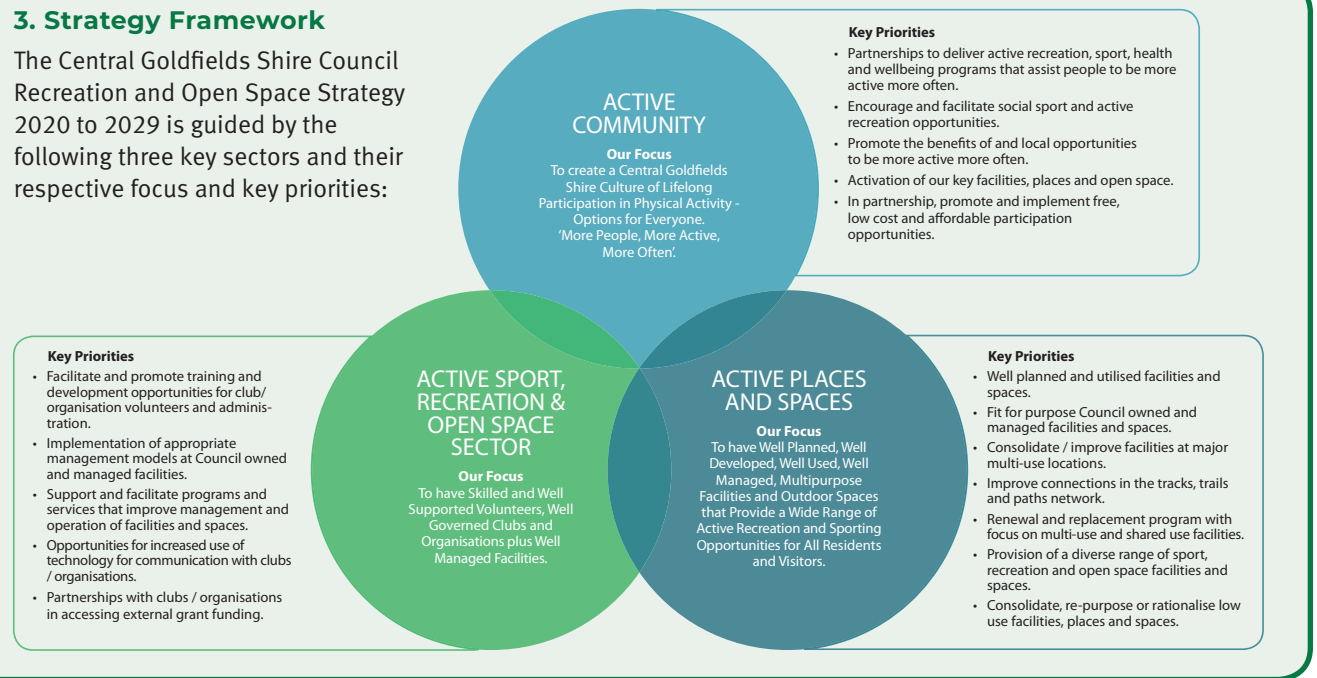 3. Strategy Framework
The Central Goldfields Shire Council
Recreation and Open Space Strategy
2020 to 2029 is guided by the
following three key sectors and their
respective focus and key priorities:
ACTIVE
COMMUNITY
Our Focus
To create a Central Goldfields
Shire Culture of Lifelong
Participation in Physical Activity -
Options for Everyone.
‘More People, More Active,
More Often’.
Key Priorities
• Partnerships to deliver active recreation, sport, health
and wellbeing programs that assist people to be more
active more often.
• Encourage and facilitate social sport and active
recreation opportunities.
• Promote the benefits of and local opportunities
to be more active more often.
• Activation of our key facilities, places and open space.
• In partnership, promote and implement free,
low cost and affordable participation
opportunities.
Key Priorities
• Facilitate and promote training and
development opportunities for club/
organisation volunteers and adminis-
tration.
• Implementation of appropriate
management models at Council owned
and managed facilities.
• Support and facilitate programs and
services that improve management and
operation of facilities and spaces.
• Opportunities for increased use of
technology for communication with clubs
/ organisations.
• Partnerships with clubs / organisations
in accessing external grant funding.
ACTIVE SPORT,
RECREATION &
OPEN SPACE
SECTOR
Our Focus
To have Skilled and Well
Supported Volunteers, Well
Governed Clubs and
Organisations plus Well
Managed Facilities.
ACTIVE PLACES
AND SPACES
Our Focus
To have Well Planned, Well
Developed, Well Used, Well
Managed, Multipurpose
Facilities and Outdoor Spaces
that Provide a Wide Range of
Active Recreation and Sporting
Opportunities for All Residents
and Visitors.
Key Priorities
• Well planned and utilised facilities and
spaces.
• Fit for purpose Council owned and
managed facilities and spaces.
• Consolidate / improve facilities at major
multi-use locations.
• Improve connections in the tracks, trails
and paths network.
• Renewal and replacement program with
focus on multi-use and shared use facilities.
• Provision of a diverse range of sport,
recreation and open space facilities and
spaces.
• Consolidate, re-purpose or rationalise low
use facilities, places and spaces.